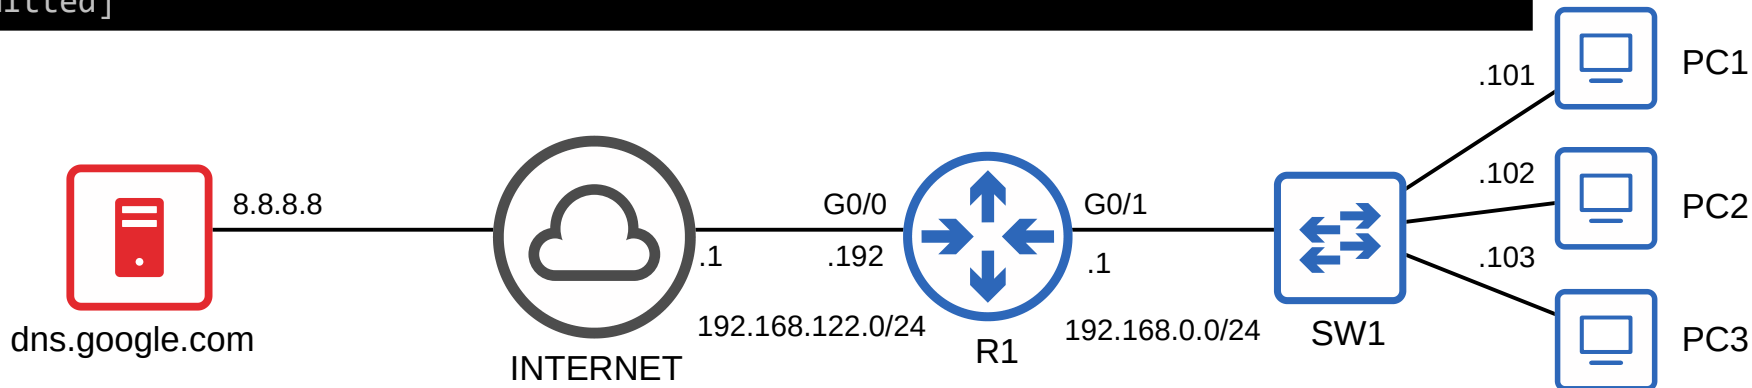 PC1
.101
.102
PC2
8.8.8.8
G0/0
G0/1
.1
.192
.1
.103
192.168.122.0/24
192.168.0.0/24
SW1
PC3
dns.google.com
R1
INTERNET